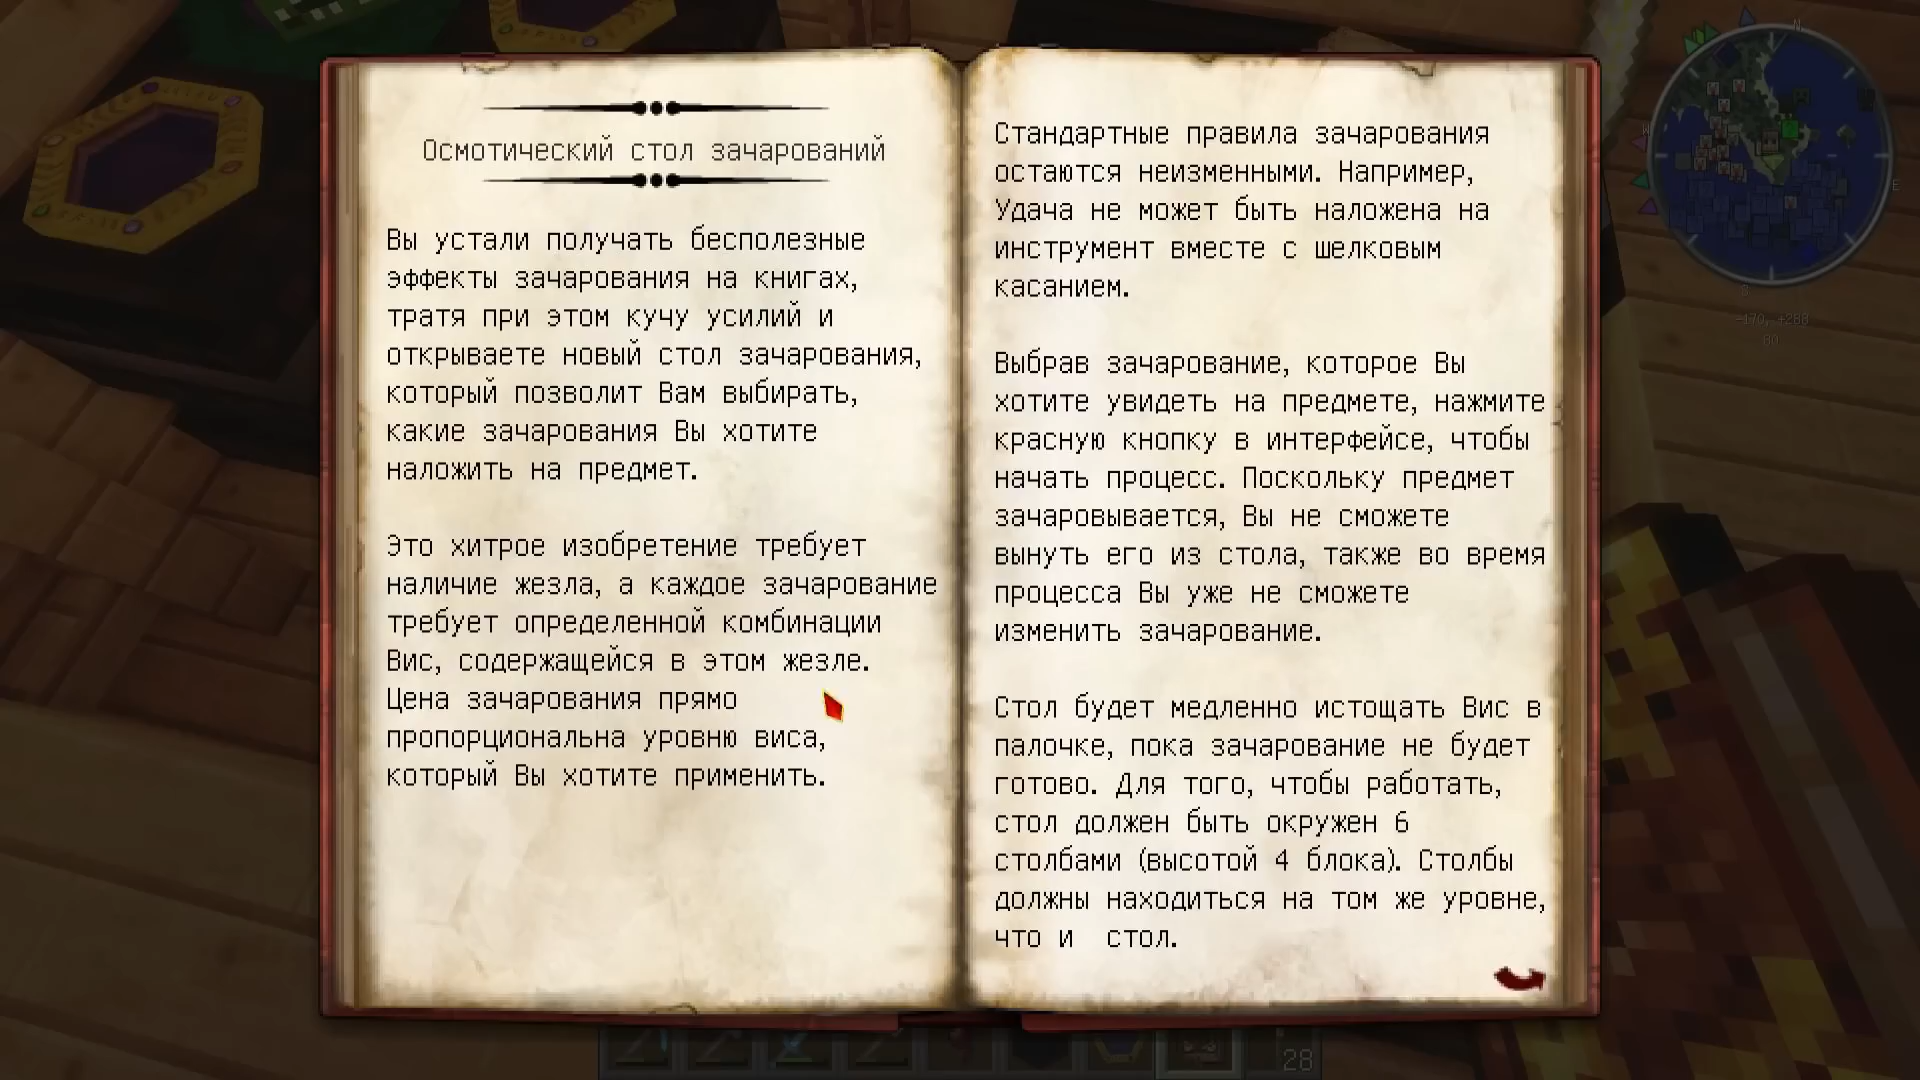 Осмотический стол зачарований
Вы устали получать бесполезные
эффекты зачарования на книгах,
тратя при этом кучу усилий и
открываете новый стол зачарования,
который позволит Вам выбирать,
какие зачарования Вы хотите
наложить на предмет.
Это хитрое изобретение требует
наличие жезла, а каждое зачарование
требует определенной комбинации
Вис, содержащейся в этом жезле.
Цена зачарования прямо
пропорциональна уровню виса,
который Вы хотите применить.
Стандартные правила зачарования
остаются неизменными. Например,
Удача не может быть наложена на
инструмент вместе с шелковым
касанием.
Выбрав зачарование, которое Вы
хотите увидеть на предмете, нажмите
красную кнопку в интерфейсе, чтобы
начать процесс. Поскольку предмет
зачаровывается, Вы не сможете
вынуть его из стола, также во время
процесса Вы уже не сможете
изменить зачарование.
Стол будет медленно истощать Вис в
палочке, пока зачарование не будет
готово. Для того, чтобы работать,
стол должен быть окружен 6
столбами (высотой 4 блока). Столбы
должны находиться на том же уровне,
что и  стол.
N
W
E
-170, +288
80
28